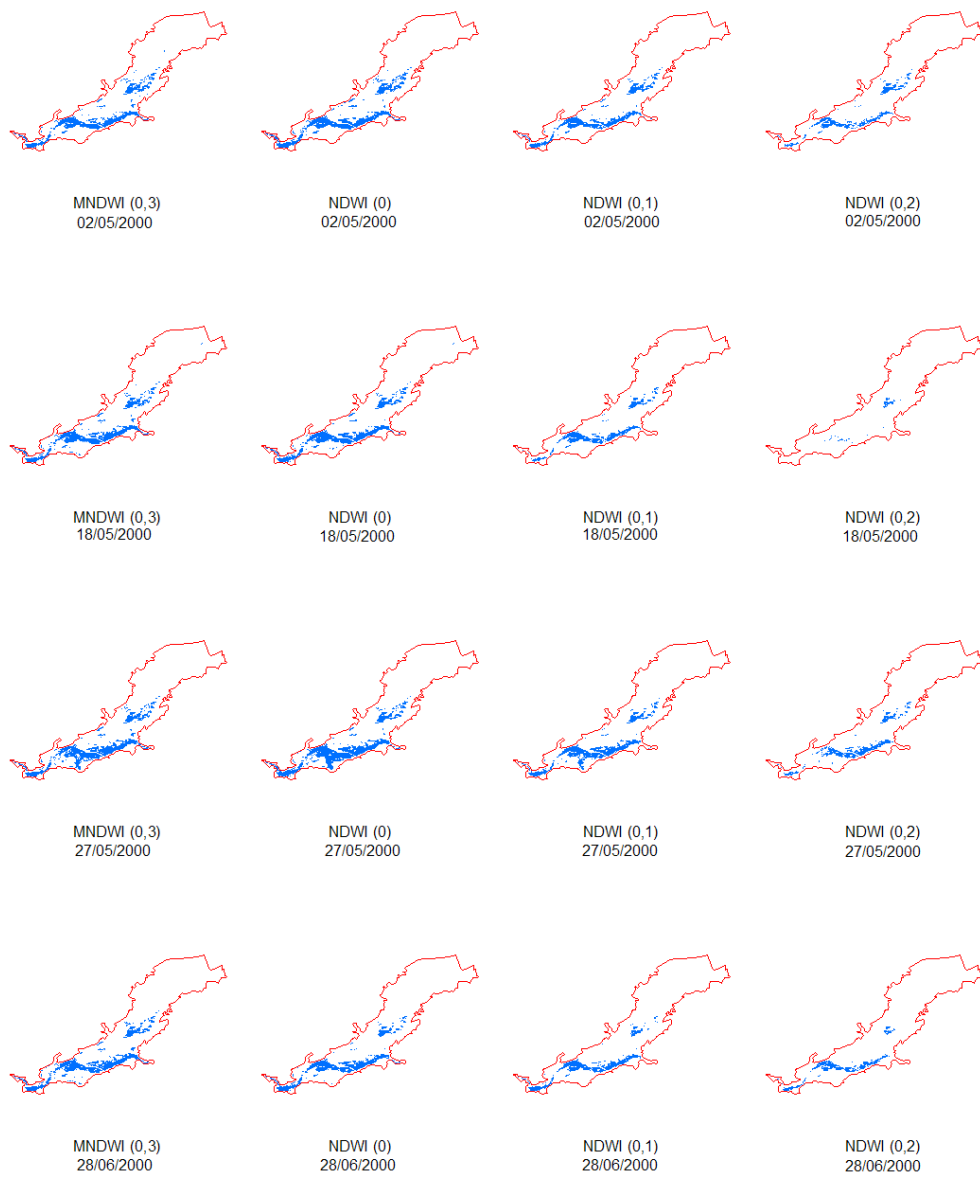 MNDWI (0,3)
02/05/2000
NDWI (0)
02/05/2000
NDWI (0,1)
02/05/2000
NDWI (0,2)
02/05/2000
MNDWI (0,3)
18/05/2000
NDWI (0)
18/05/2000
NDWI (0,1)
18/05/2000
NDWI (0,2)
18/05/2000
MNDWI (0,3)
27/05/2000
NDWI (0)
27/05/2000
NDWI (0,1)
27/05/2000
NDWI (0,2)
27/05/2000
MNDWI (0,3)
28/06/2000
NDWI (0)
28/06/2000
NDWI (0,1)
28/06/2000
NDWI (0,2)
28/06/2000